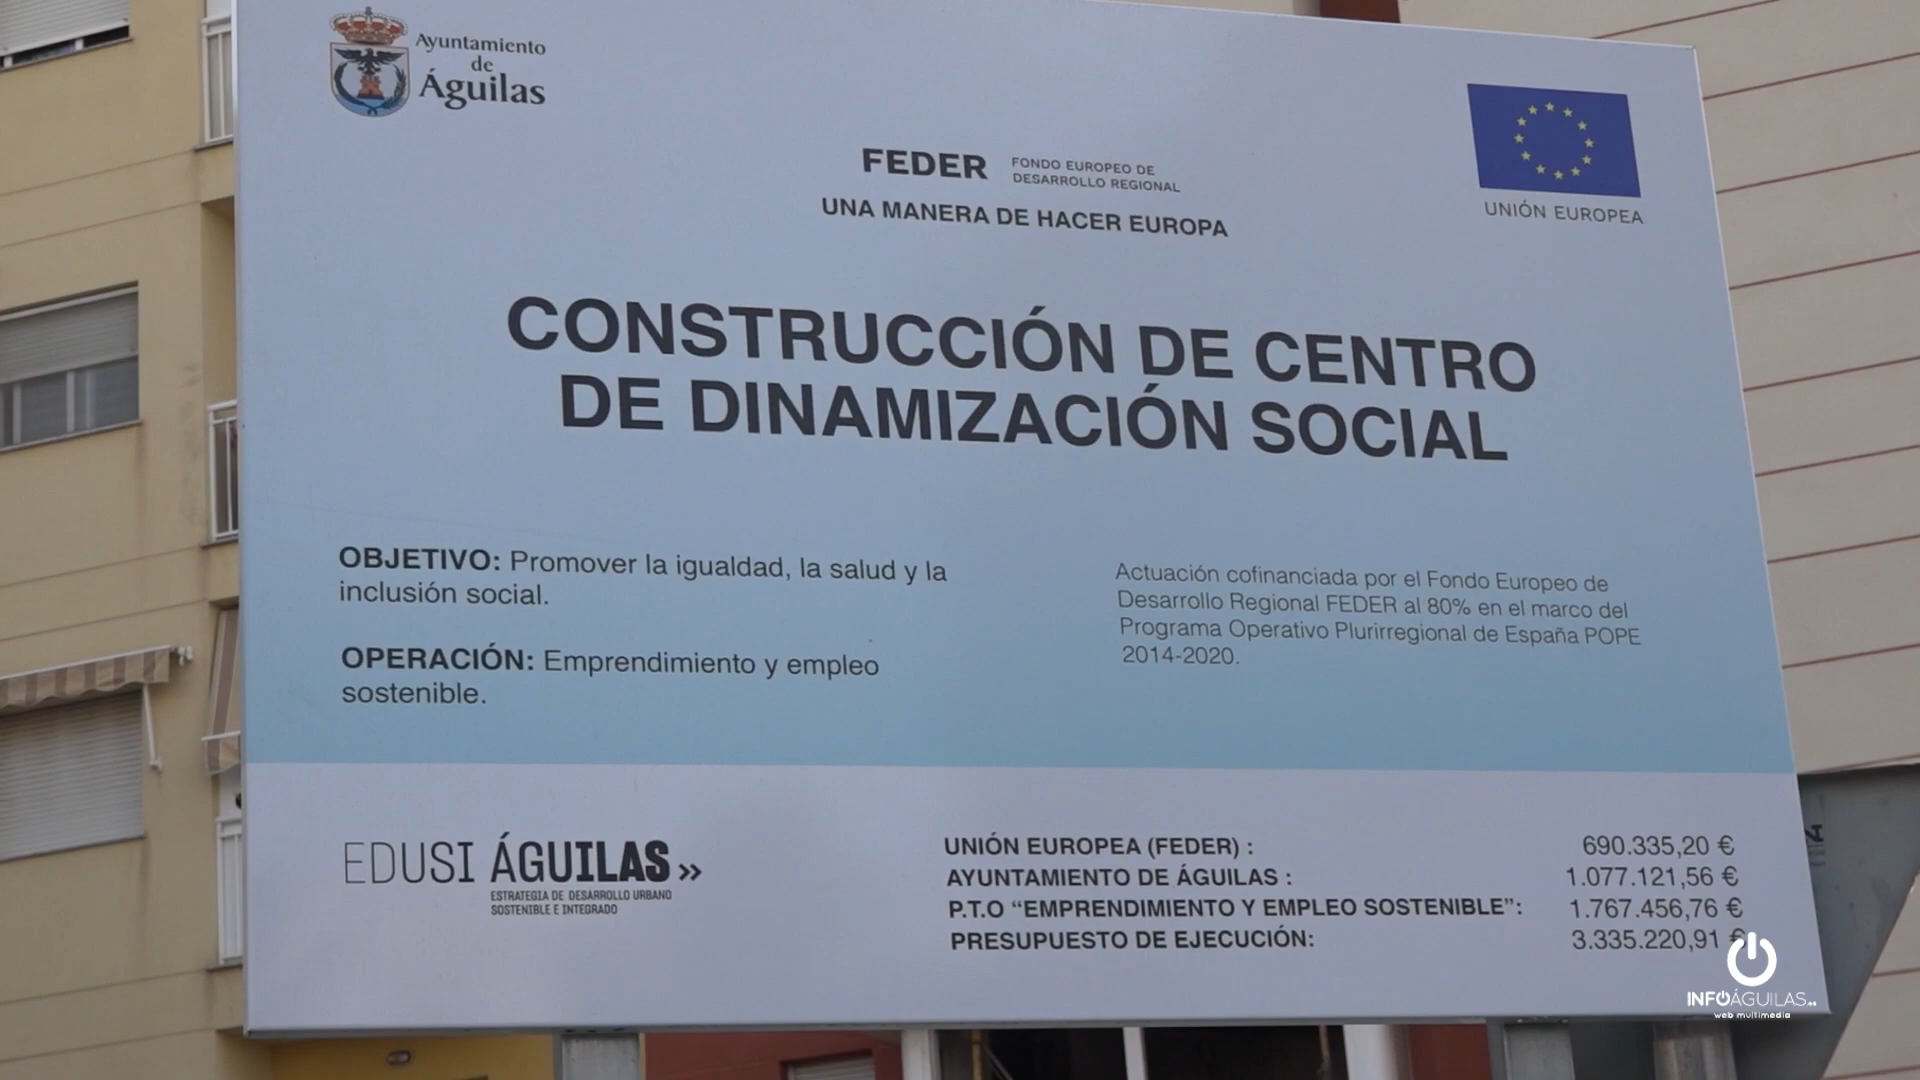 Ayuntamiento
de
Águilas
FEDER
FONDO EUROPEO DE
DESARROLLO REGIONAL
UNA MANERA DE HACER EUROPA
UNIÓN EUROPEA
CONSTRUCCIÓN DE CENTRO
DE DINAMIZACIÓN SOCIAL
OBJETIVO: Promover la igualdad, la salud y la
inclusión social.
OPERACIÓN: Emprendimiento y empleo
sostenible.
Actuación cofinanciada por el Fondo Europeo de
Desarrollo Regional FEDER al 80% en el marco del
Programa Operativo Plurirregional de España POPE
2014-2020.
EDUSI ÁGUILAS »
ESTRATEGIA DE DESARROLLO URBANO
SOSTENIBLE E INTEGRADO
UNIÓN EUROPEA (FEDER) : 690.335,20 €
AYUNTAMIENTO DE ÁGUILAS : 1.077.121,56 €
P.T.O “EMPRENDIMIENTO Y EMPLEO SOSTENIBLE”: 1.767.456,76 €
PRESUPUESTO DE EJECUCIÓN: 3.335.220,91 €
INFOÁGUILAS
web multimedia